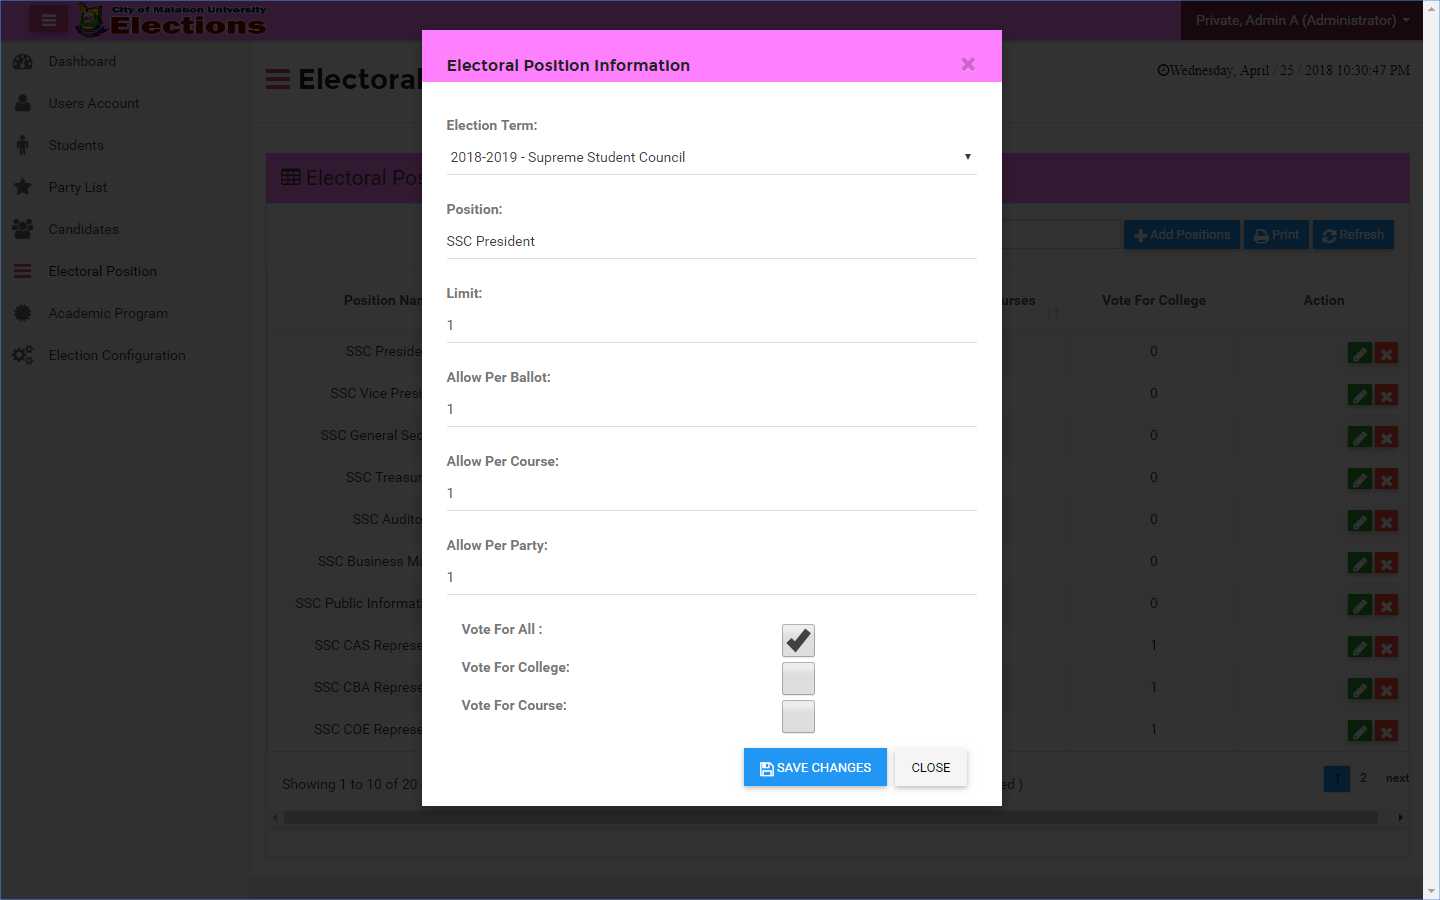 City of Malabon University
Elections
Private, Admin A (Administrator)
Dashboard
Users Account
Students
Party List
Candidates
Electoral Position
Academic Program
Election Configuration
Electoral
Wednesday, April / 25 / 2018 10:30:47 PM
Electoral Pos
Add Positions
Print
Refresh
Position Nam
urses
Vote For College
Action
SSC Preside
0
SSC Vice Presi
0
SSC General Sec
0
SSC Treasur
0
SSC Audito
0
SSC Business Ma
0
SSC Public Informat
0
SSC CAS Represe
1
SSC CBA Represe
1
SSC COE Represe
1
Showing 1 to 10 of 20
ed )
1
2
next
Electoral Position Information
×
Election Term:
2018-2019 - Supreme Student Council
Position:
SSC President
Limit:
1
Allow Per Ballot:
1
Allow Per Course:
1
Allow Per Party:
1
Vote For All :
Vote For College:
Vote For Course:
SAVE CHANGES
CLOSE